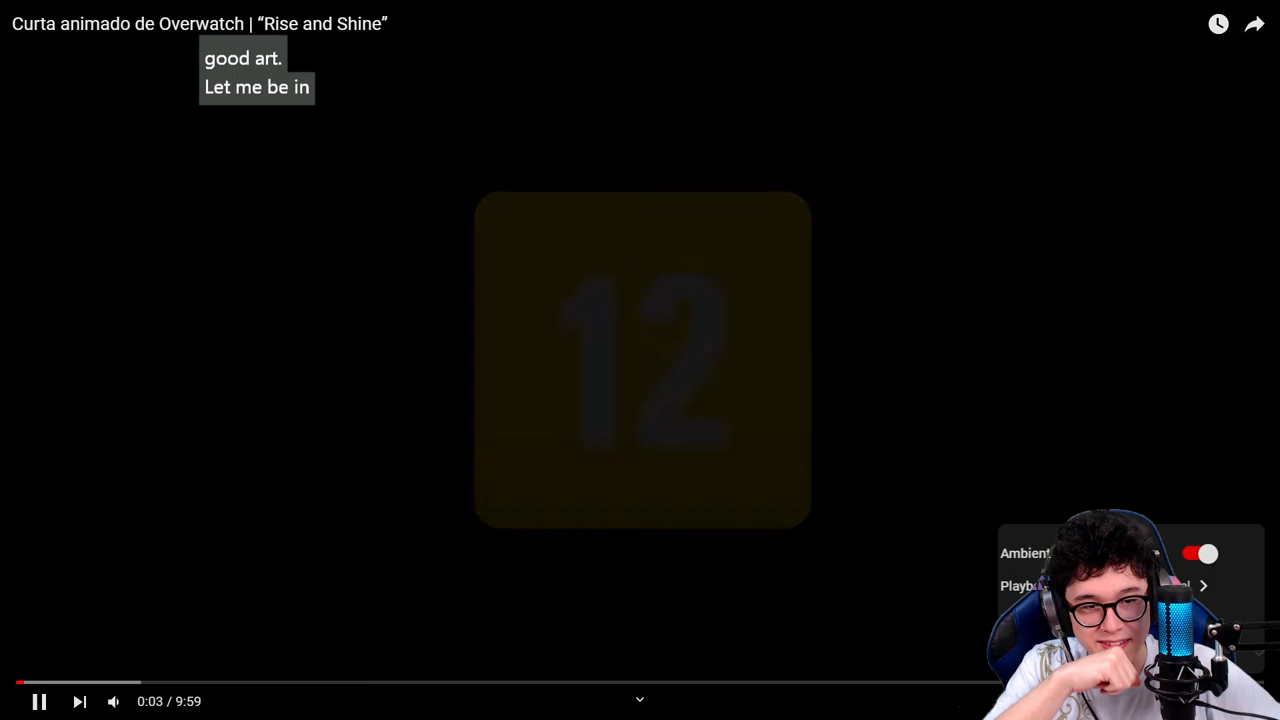 Curta animado de Overwatch | “Rise and Shine”
good art.
Let me be in
12
Ambient
Playb
0:03 / 9:59